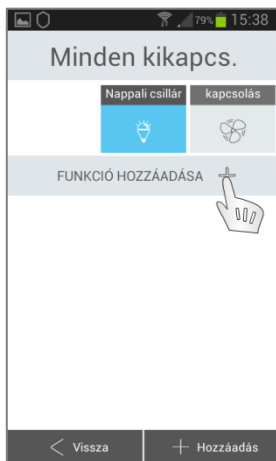 79% 15:38
Minden kikapcs.
Nappali csillár kapcsolás
FUNKCIÓ HOZZÁADÁSA
Vissza Hozzáadás